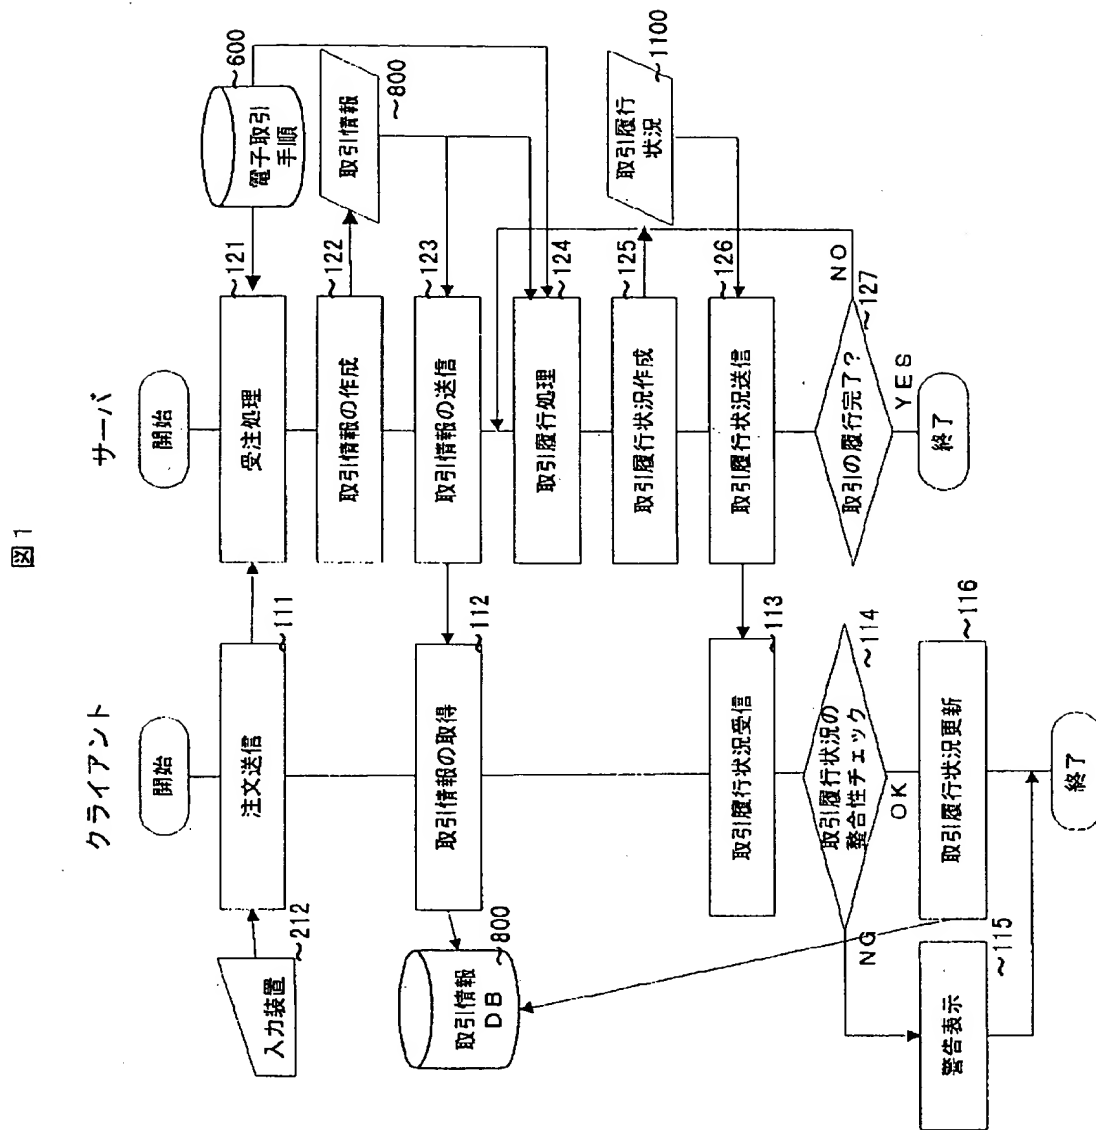 図1
クライアント
サーバ
開始
開始
電子取引
手順
600
入力装置
212
注文送信
111
受注処理
121
取引情報の作成
122
取引情報
800
取引情報
DB
800
取引情報の取得
112
取引情報の送信
123
取引履行処理
124
取引履行状況作成
125
取引履行
状況
1100
取引履行状況受信
113
取引履行状況送信
126
取引履行状況の
整合性チェック
114
NG
OK
取引の履行完了?
127
NO
YES
警告表示
115
取引履行状況更新
116
終了
終了